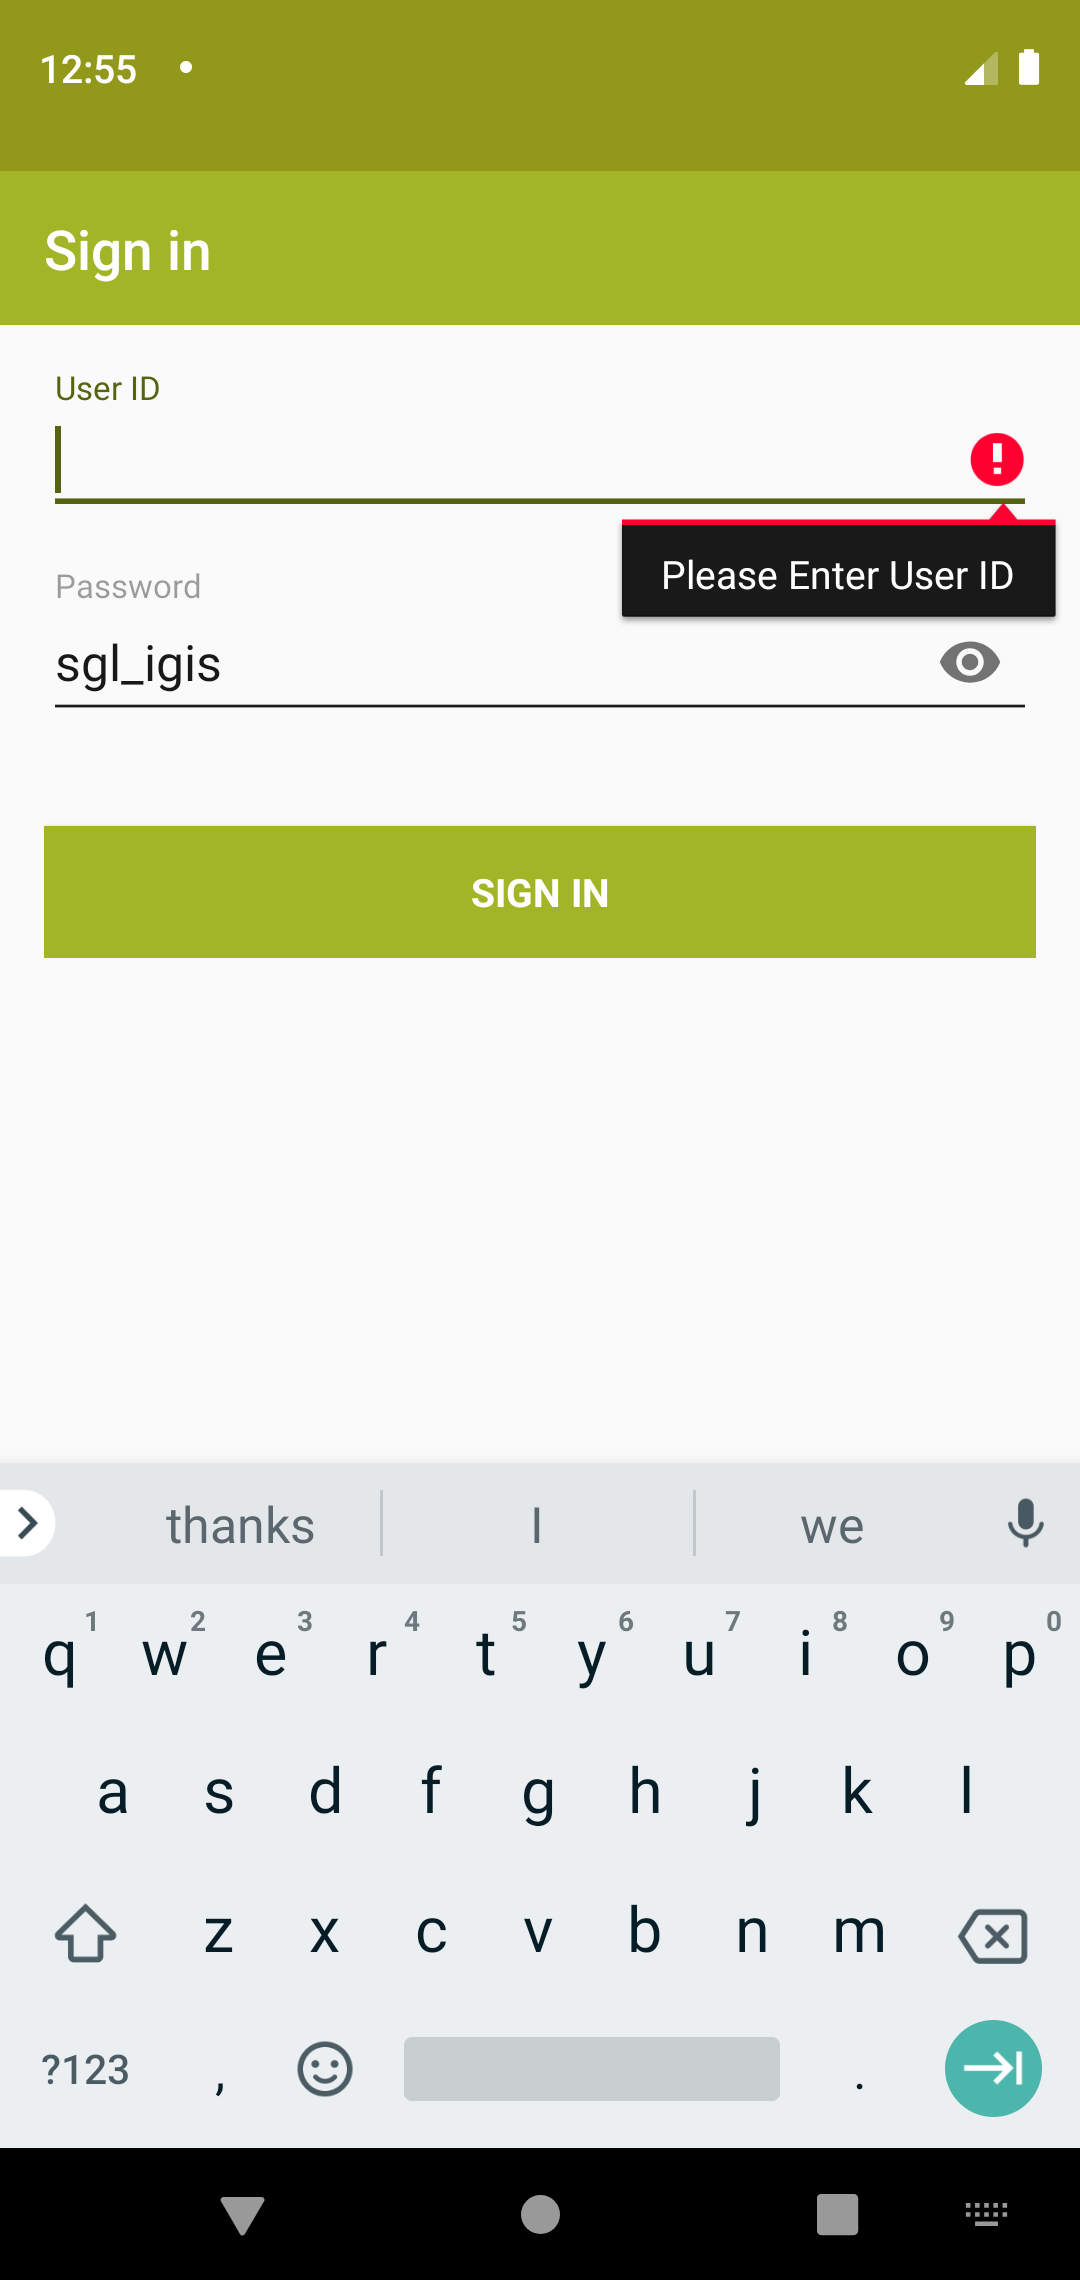 12:55
Sign in
User ID
Please Enter User ID
Password
sgl_igis
SIGN IN
thanks I we
1 2 3 4 5 6 7 8 9 0
q w e r t y u i o p
a s d f g h j k l
z x c v b n m
?123 , .